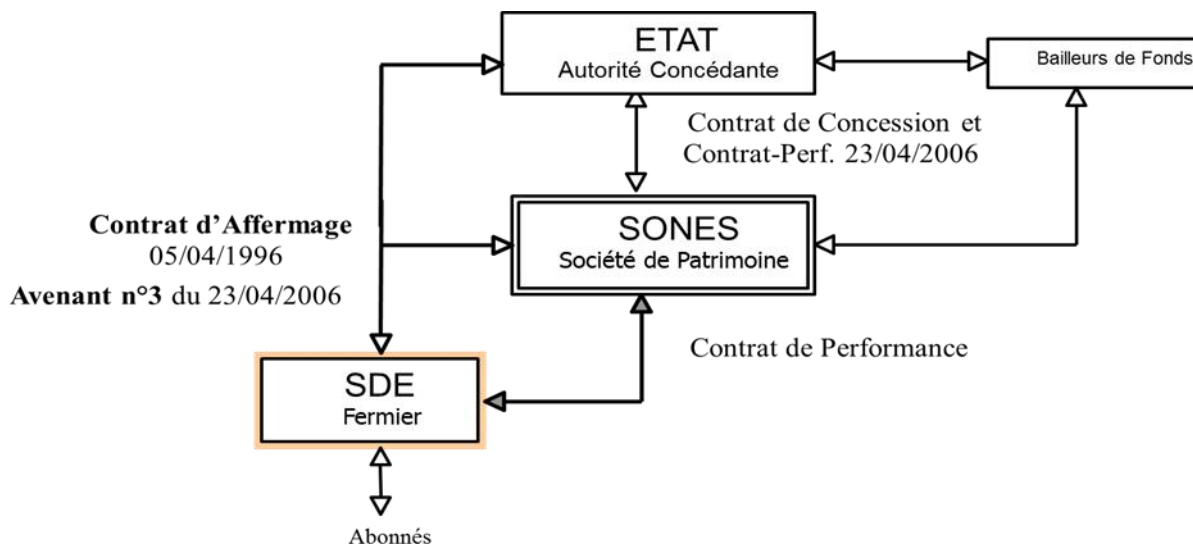 ETAT
Autorité Concédante
Bailleurs de Fonds
Contrat de Concession et
Contrat-Perf. 23/04/2006
Contrat d’Affermage
05/04/1996
Avenant n°3 du 23/04/2006
SONES
Société de Patrimoine
Contrat de Performance
SDE
Fermier
Abonnés